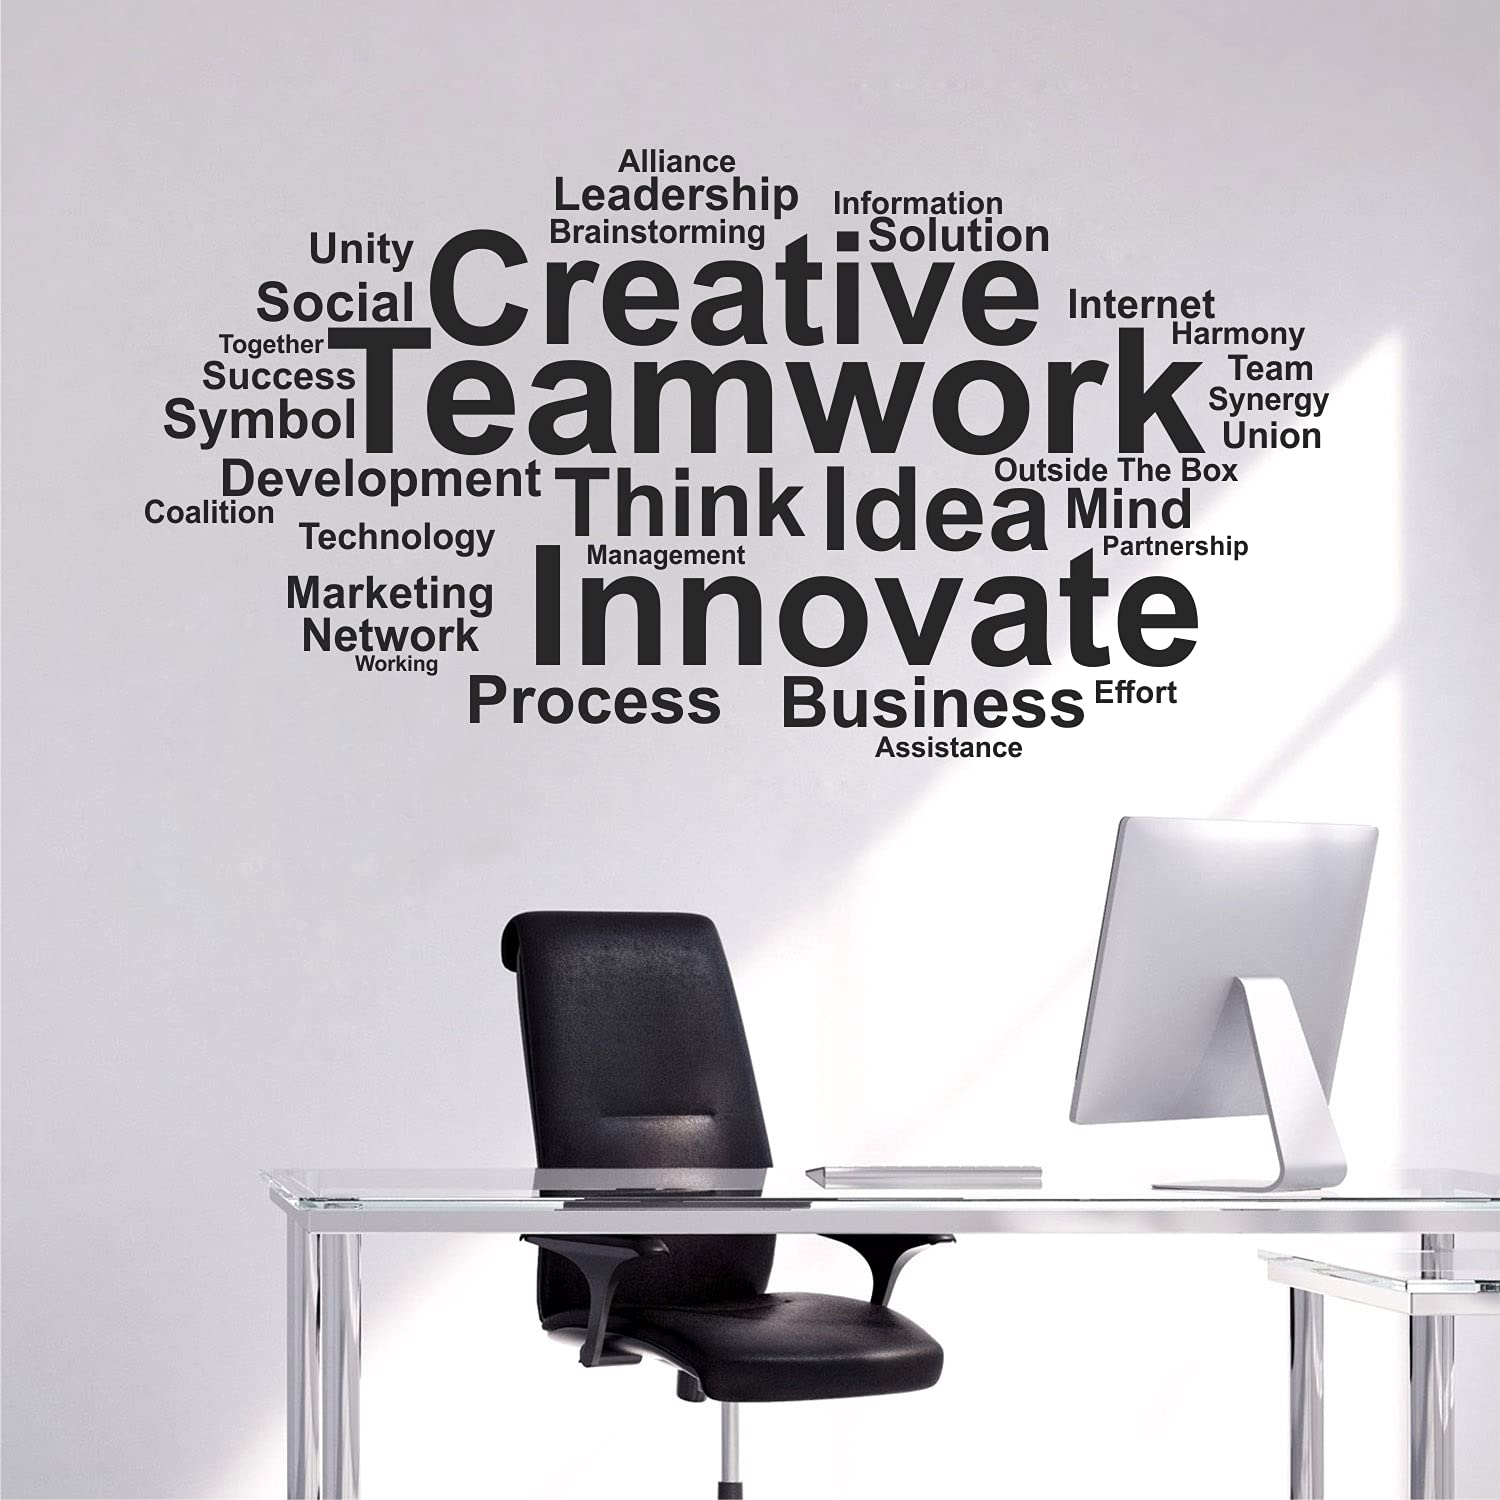 Alliance
Leadership
Information
Brainstorming
Solution
Unity
Creative
Social
Internet
Together
Harmony
Teamwork
Success
Team
Symbol
Synergy
Union
Development
Think
Idea
Outside The Box
Coalition
Mind
Technology
Management
Partnership
Marketing
Innovate
Network
Working
Process
Business
Effort
Assistance